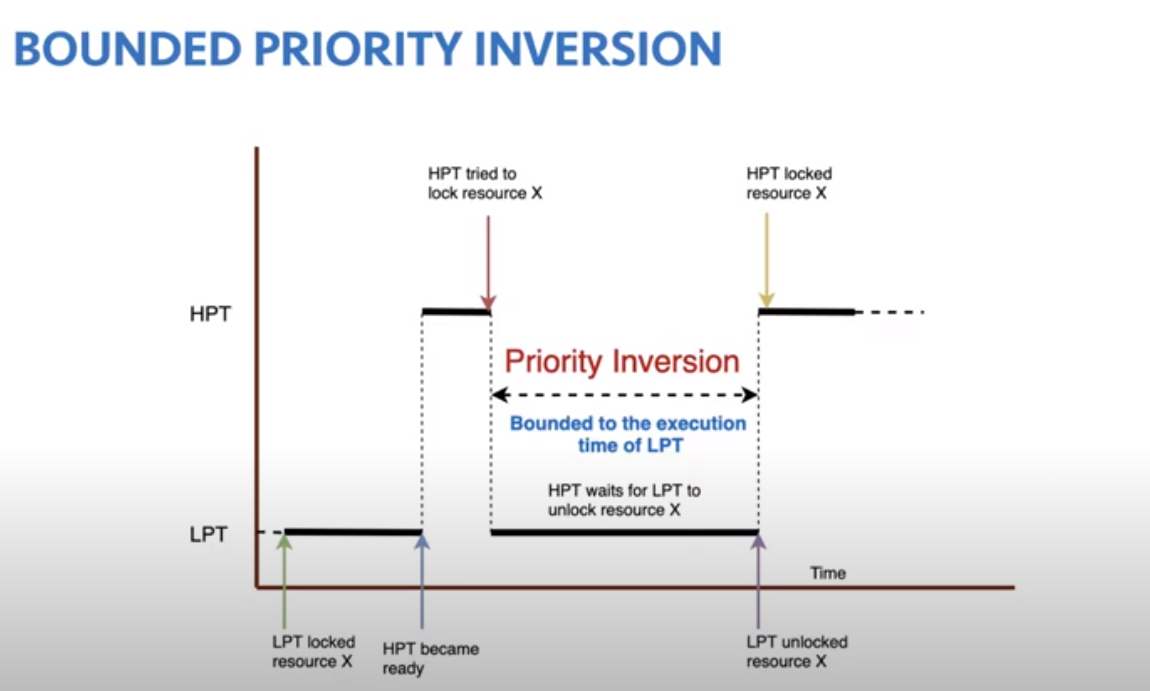 BOUNDED PRIORITY INVERSION
HPT tried to
lock resource X
HPT locked
resource X
HPT
Priority Inversion
Bounded to the execution
time of LPT
HPT waits for LPT to
unlock resource X
LPT
Time
LPT locked
resource X
HPT became
ready
LPT unlocked
resource X